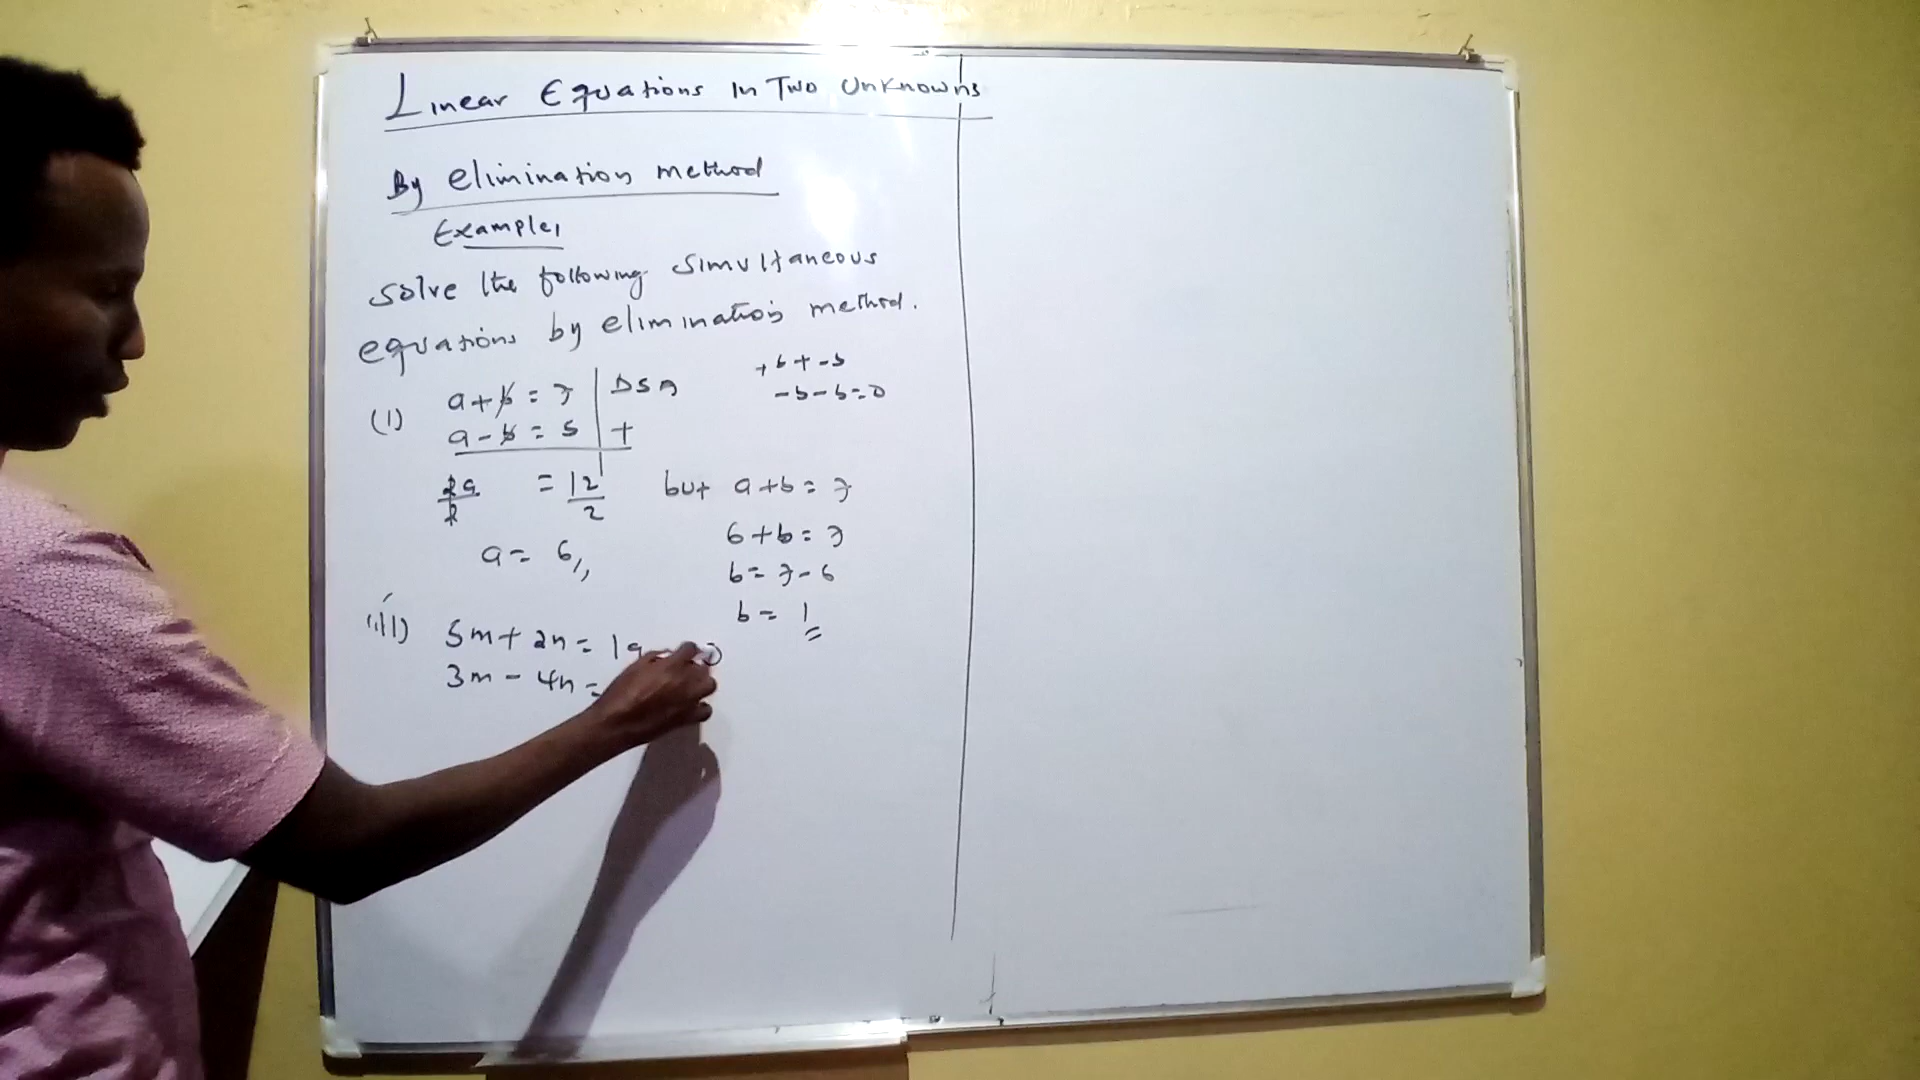 Linear Equations In Two Unknowns
By elimination method
Example1
Solve the following simultaneous
equations by elimination method.
(1) a + b = 7 | DSA
a - b = 5 | +
+b + -b
-b - b = 0
2a/2 = 12/2
a = 6
but a + b = 7
6 + b = 7
b = 7 - 6
b = 1
5m + 2n = 19
3m - 4n =